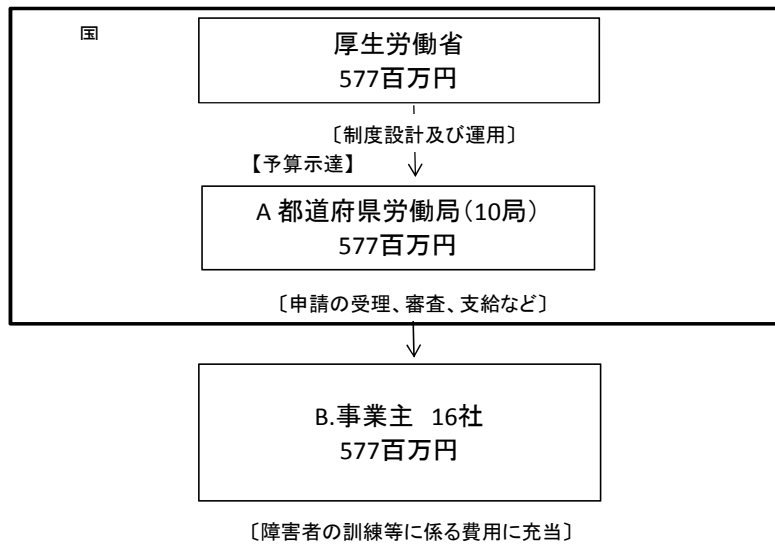 国
厚生労働省
577百万円
〔制度設計及び運用〕
【予算示達】
A 都道府県労働局（10局）
577百万円
〔申請の受理、審査、支給など〕
B.事業主　16社
577百万円
〔障害者の訓練等に係る費用に充当〕